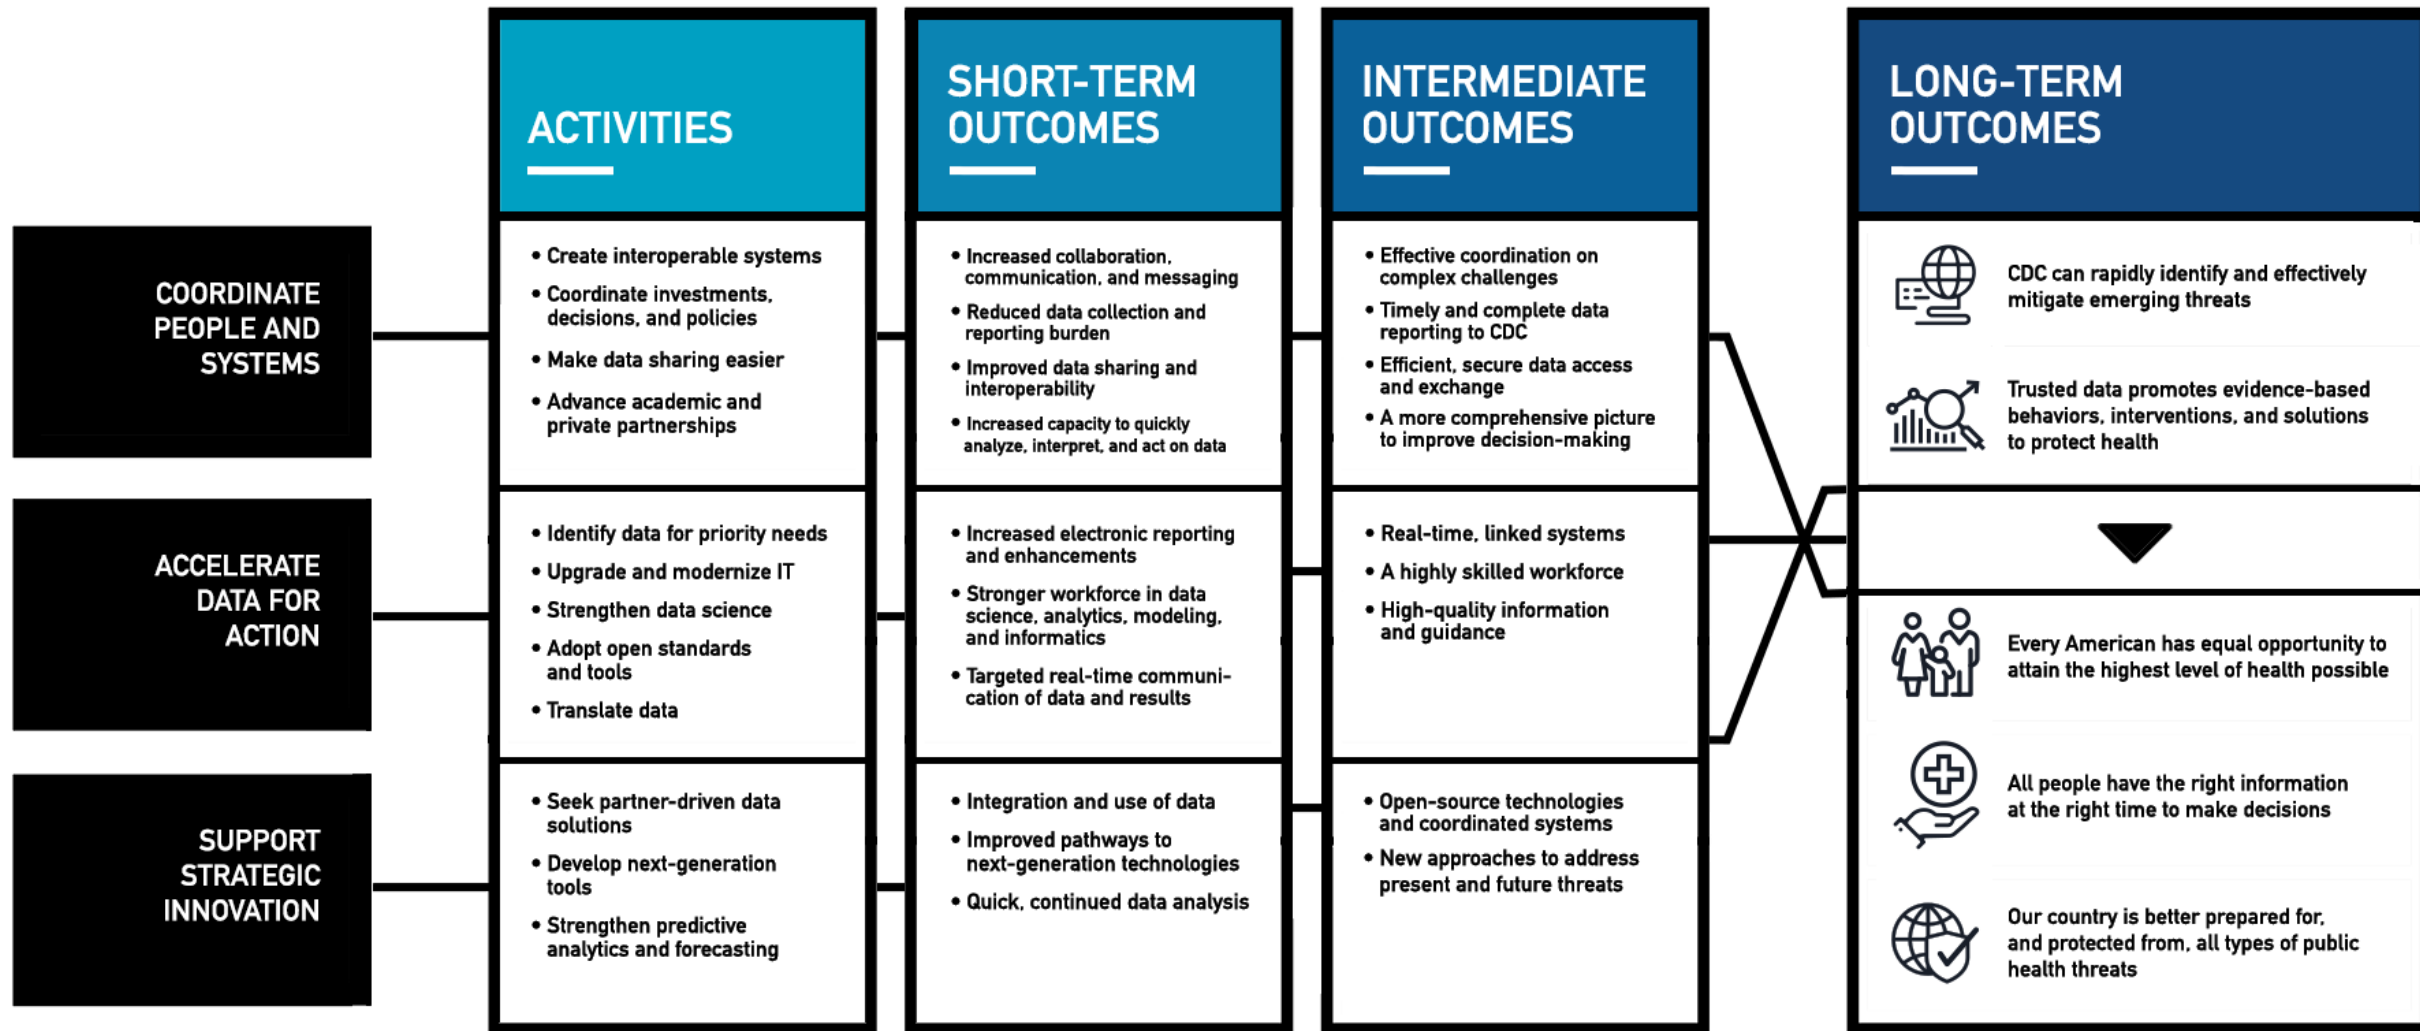 ACTIVITIES
SHORT-TERM
OUTCOMES
INTERMEDIATE
OUTCOMES
LONG-TERM
OUTCOMES
COORDINATE
PEOPLE AND
SYSTEMS
• Create interoperable systems
• Coordinate investments,
decisions, and policies
• Make data sharing easier
• Advance academic and
private partnerships
• Increased collaboration,
communication, and messaging
• Reduced data collection and
reporting burden
• Improved data sharing and
interoperability
• Increased capacity to quickly
analyze, interpret, and act on data
• Effective coordination on
complex challenges
• Timely and complete data
reporting to CDC
• Efficient, secure data access
and exchange
• A more comprehensive picture
to improve decision-making
CDC can rapidly identify and effectively
mitigate emerging threats
Trusted data promotes evidence-based
behaviors, interventions, and solutions
to protect health
ACCELERATE
DATA FOR
ACTION
• Identify data for priority needs
• Upgrade and modernize IT
• Strengthen data science
• Adopt open standards
and tools
• Translate data
• Increased electronic reporting
and enhancements
• Stronger workforce in data
science, analytics, modeling,
and informatics
• Targeted real-time communi-
cation of data and results
• Real-time, linked systems
• A highly skilled workforce
• High-quality information
and guidance
Every American has equal opportunity to
attain the highest level of health possible
All people have the right information
at the right time to make decisions
Our country is better prepared for,
and protected from, all types of public
health threats
SUPPORT
STRATEGIC
INNOVATION
• Seek partner-driven data
solutions
• Develop next-generation
tools
• Strengthen predictive
analytics and forecasting
• Integration and use of data
• Improved pathways to
next-generation technologies
• Quick, continued data analysis
• Open-source technologies
and coordinated systems
• New approaches to address
present and future threats